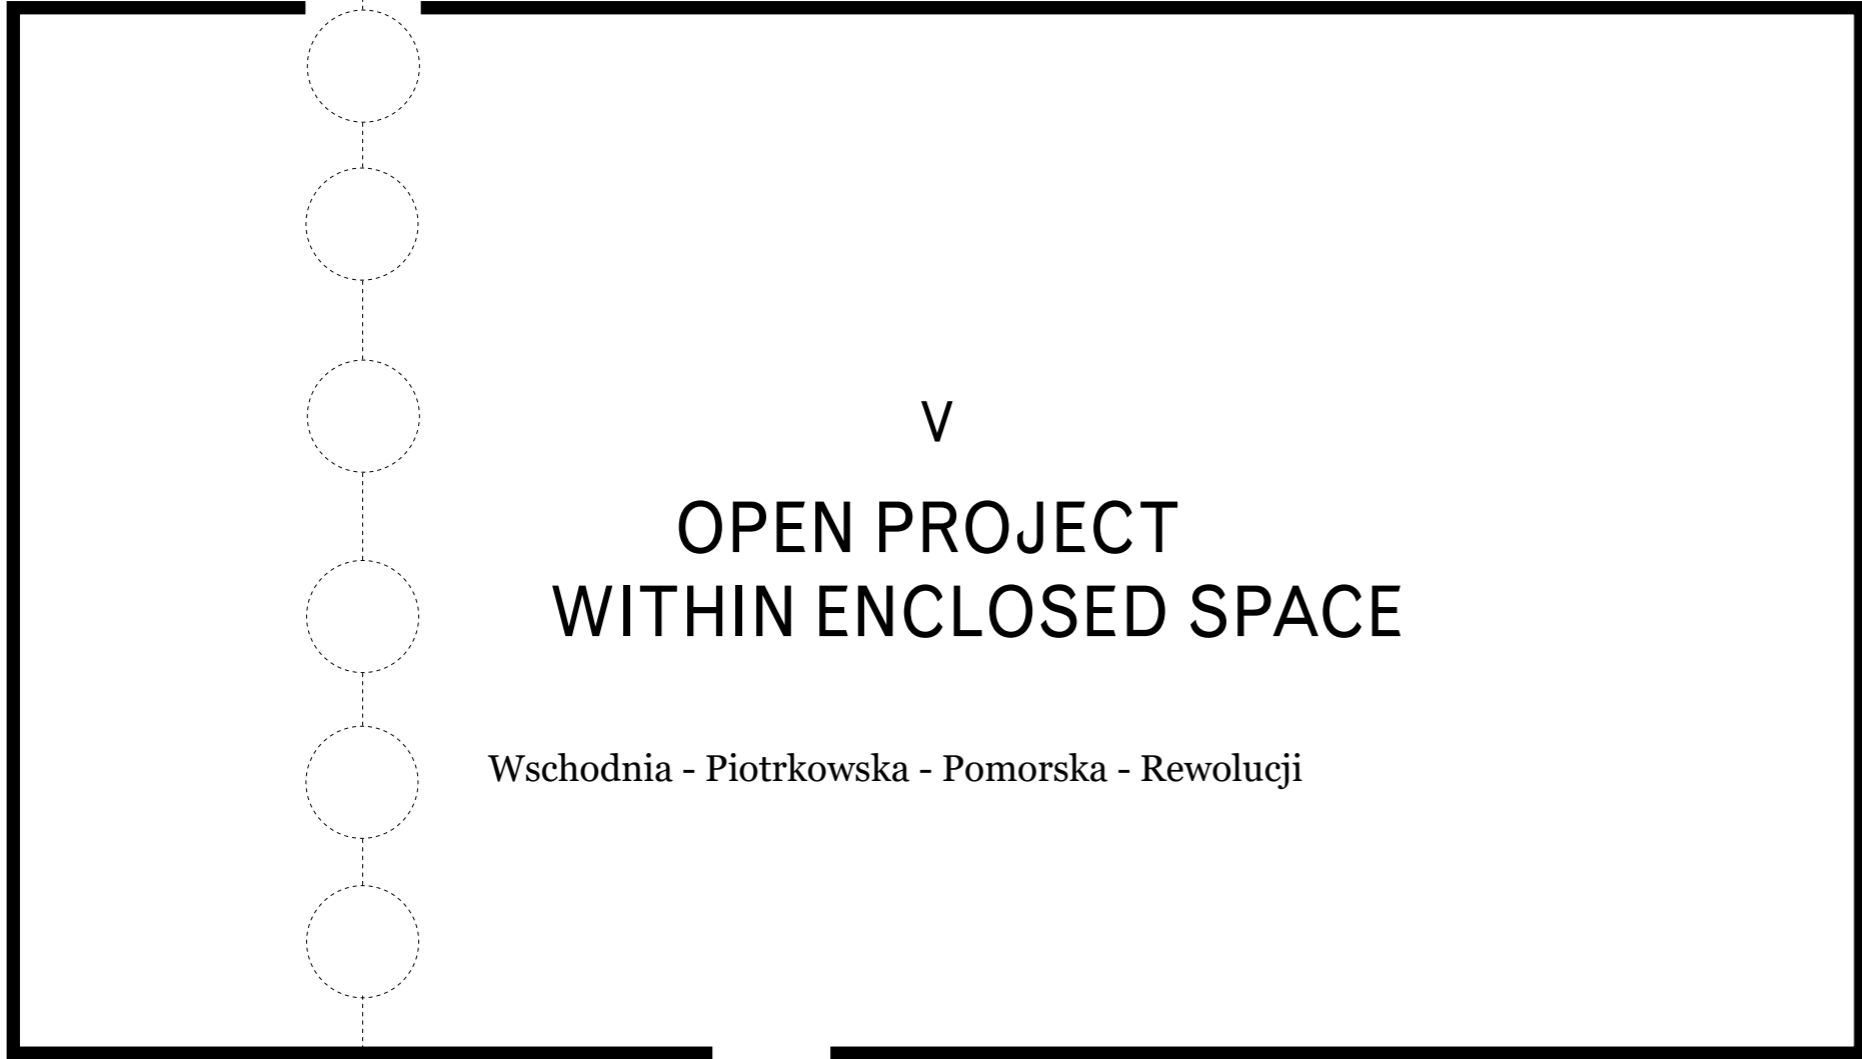 V
OPEN PROJECT
WITHIN ENCLOSED SPACE
Wschodnia - Piotrkowska - Pomorska - Rewolucji